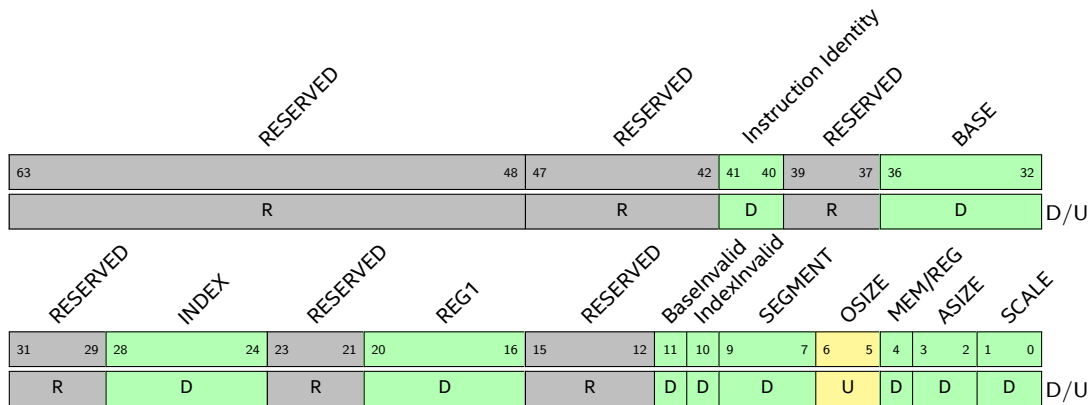 RESERVED RESERVED Instruction Identity RESERVED BASE
63 48 47 42 41 40 39 37 36 32
R R D R D D/U
RESERVED INDEX RESERVED REG1 RESERVED BaseInvalid IndexInvalid SEGMENT OSIZE MEM/REG ASIZE SCALE
31 29 28 24 23 21 20 16 15 12 11 10 9 7 6 5 4 3 2 1 0
R D R D R D D D U D D D D/U